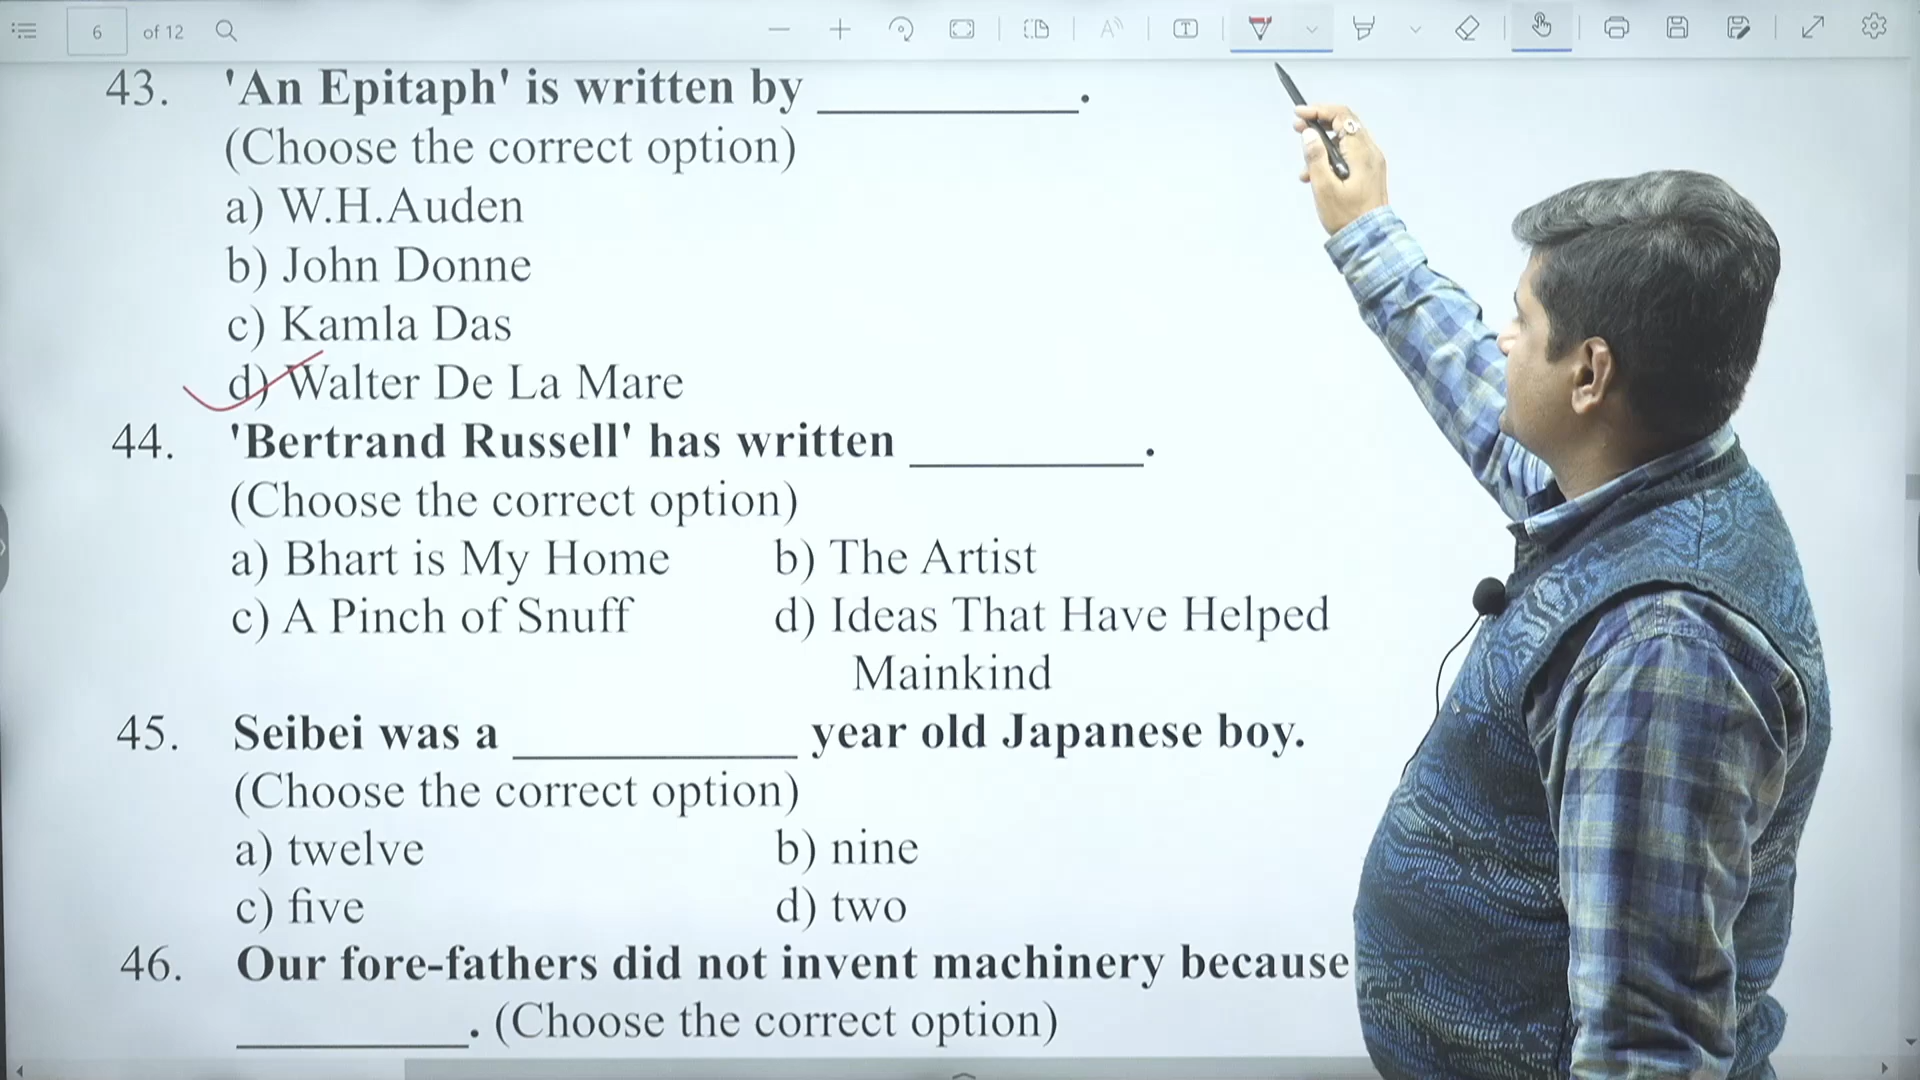 6 of 12
43. 'An Epitaph' is written by ____________.
(Choose the correct option)
a) W.H.Auden
b) John Donne
c) Kamla Das
d) Walter De La Mare
44. 'Bertrand Russell' has written ___________.
(Choose the correct option)
a) Bhart is My Home b) The Artist
c) A Pinch of Snuff d) Ideas That Have Helped
Mainkind
45. Seibei was a _____________ year old Japanese boy.
(Choose the correct option)
a) twelve b) nine
c) five d) two
46. Our fore-fathers did not invent machinery because
___________. (Choose the correct option)